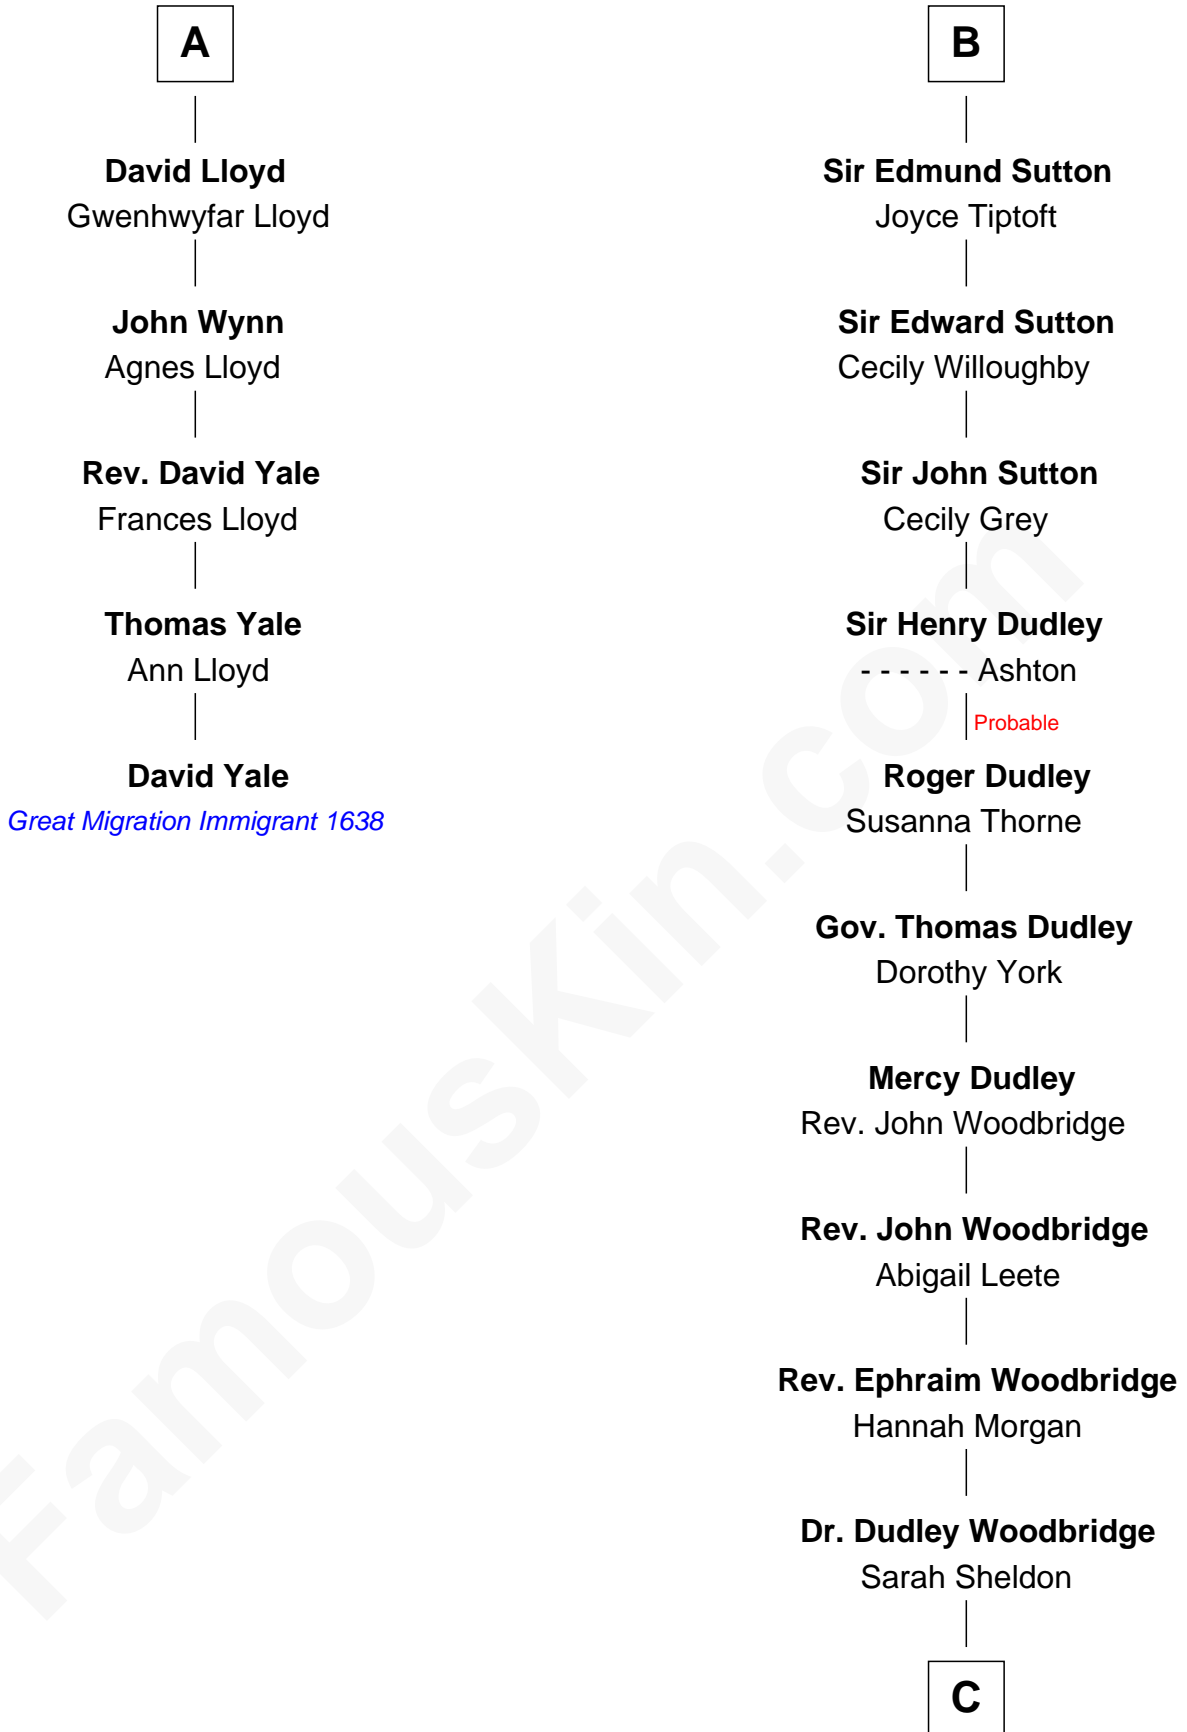 A
David Lloyd
Gwenhwyfar Lloyd
John Wynn
Agnes Lloyd
Rev. David Yale
Frances Lloyd
Thomas Yale
Ann Lloyd
David Yale
Great Migration Immigrant 1638
B
Sir Edmund Sutton
Joyce Tiptoft
Sir Edward Sutton
Cecily Willoughby
Sir John Sutton
Cecily Grey
Sir Henry Dudley
- - - - - - Ashton
Probable
Roger Dudley
Susanna Thorne
Gov. Thomas Dudley
Dorothy York
Mercy Dudley
Rev. John Woodbridge
Rev. John Woodbridge
Abigail Leete
Rev. Ephraim Woodbridge
Hannah Morgan
Dr. Dudley Woodbridge
Sarah Sheldon
C
FamousKin.com